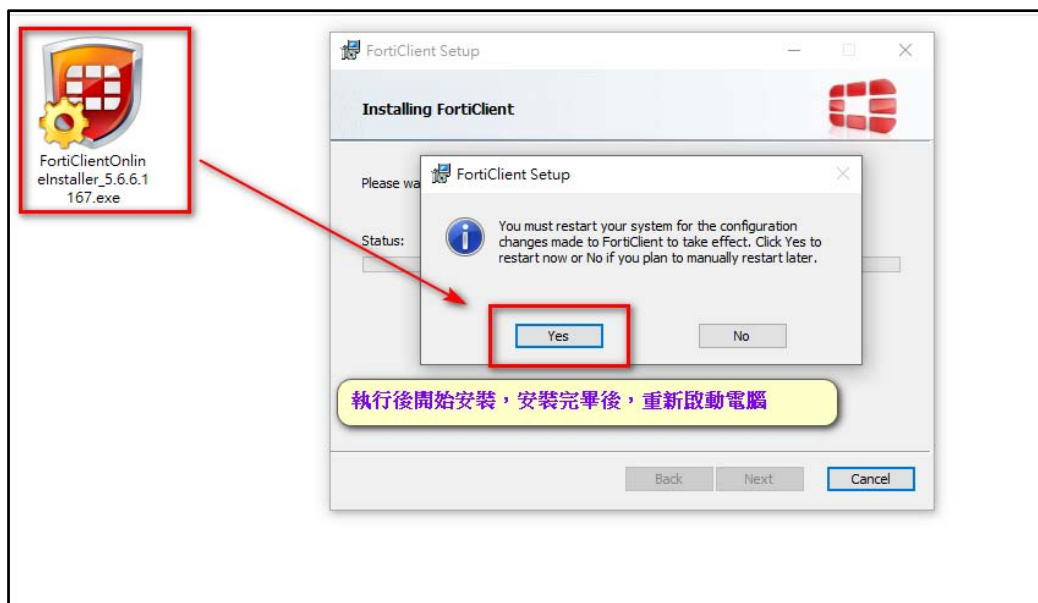 FortiClientOnlin
eInstaller_5.6.6.1
167.exe
FortiClient Setup
Installing FortiClient
Please wa
FortiClient Setup
You must restart your system for the configuration
changes made to FortiClient to take effect. Click Yes to
restart now or No if you plan to manually restart later.
Status:
Yes
No
執行後開始安裝，安裝完畢後，重新啟動電腦
Back
Next
Cancel